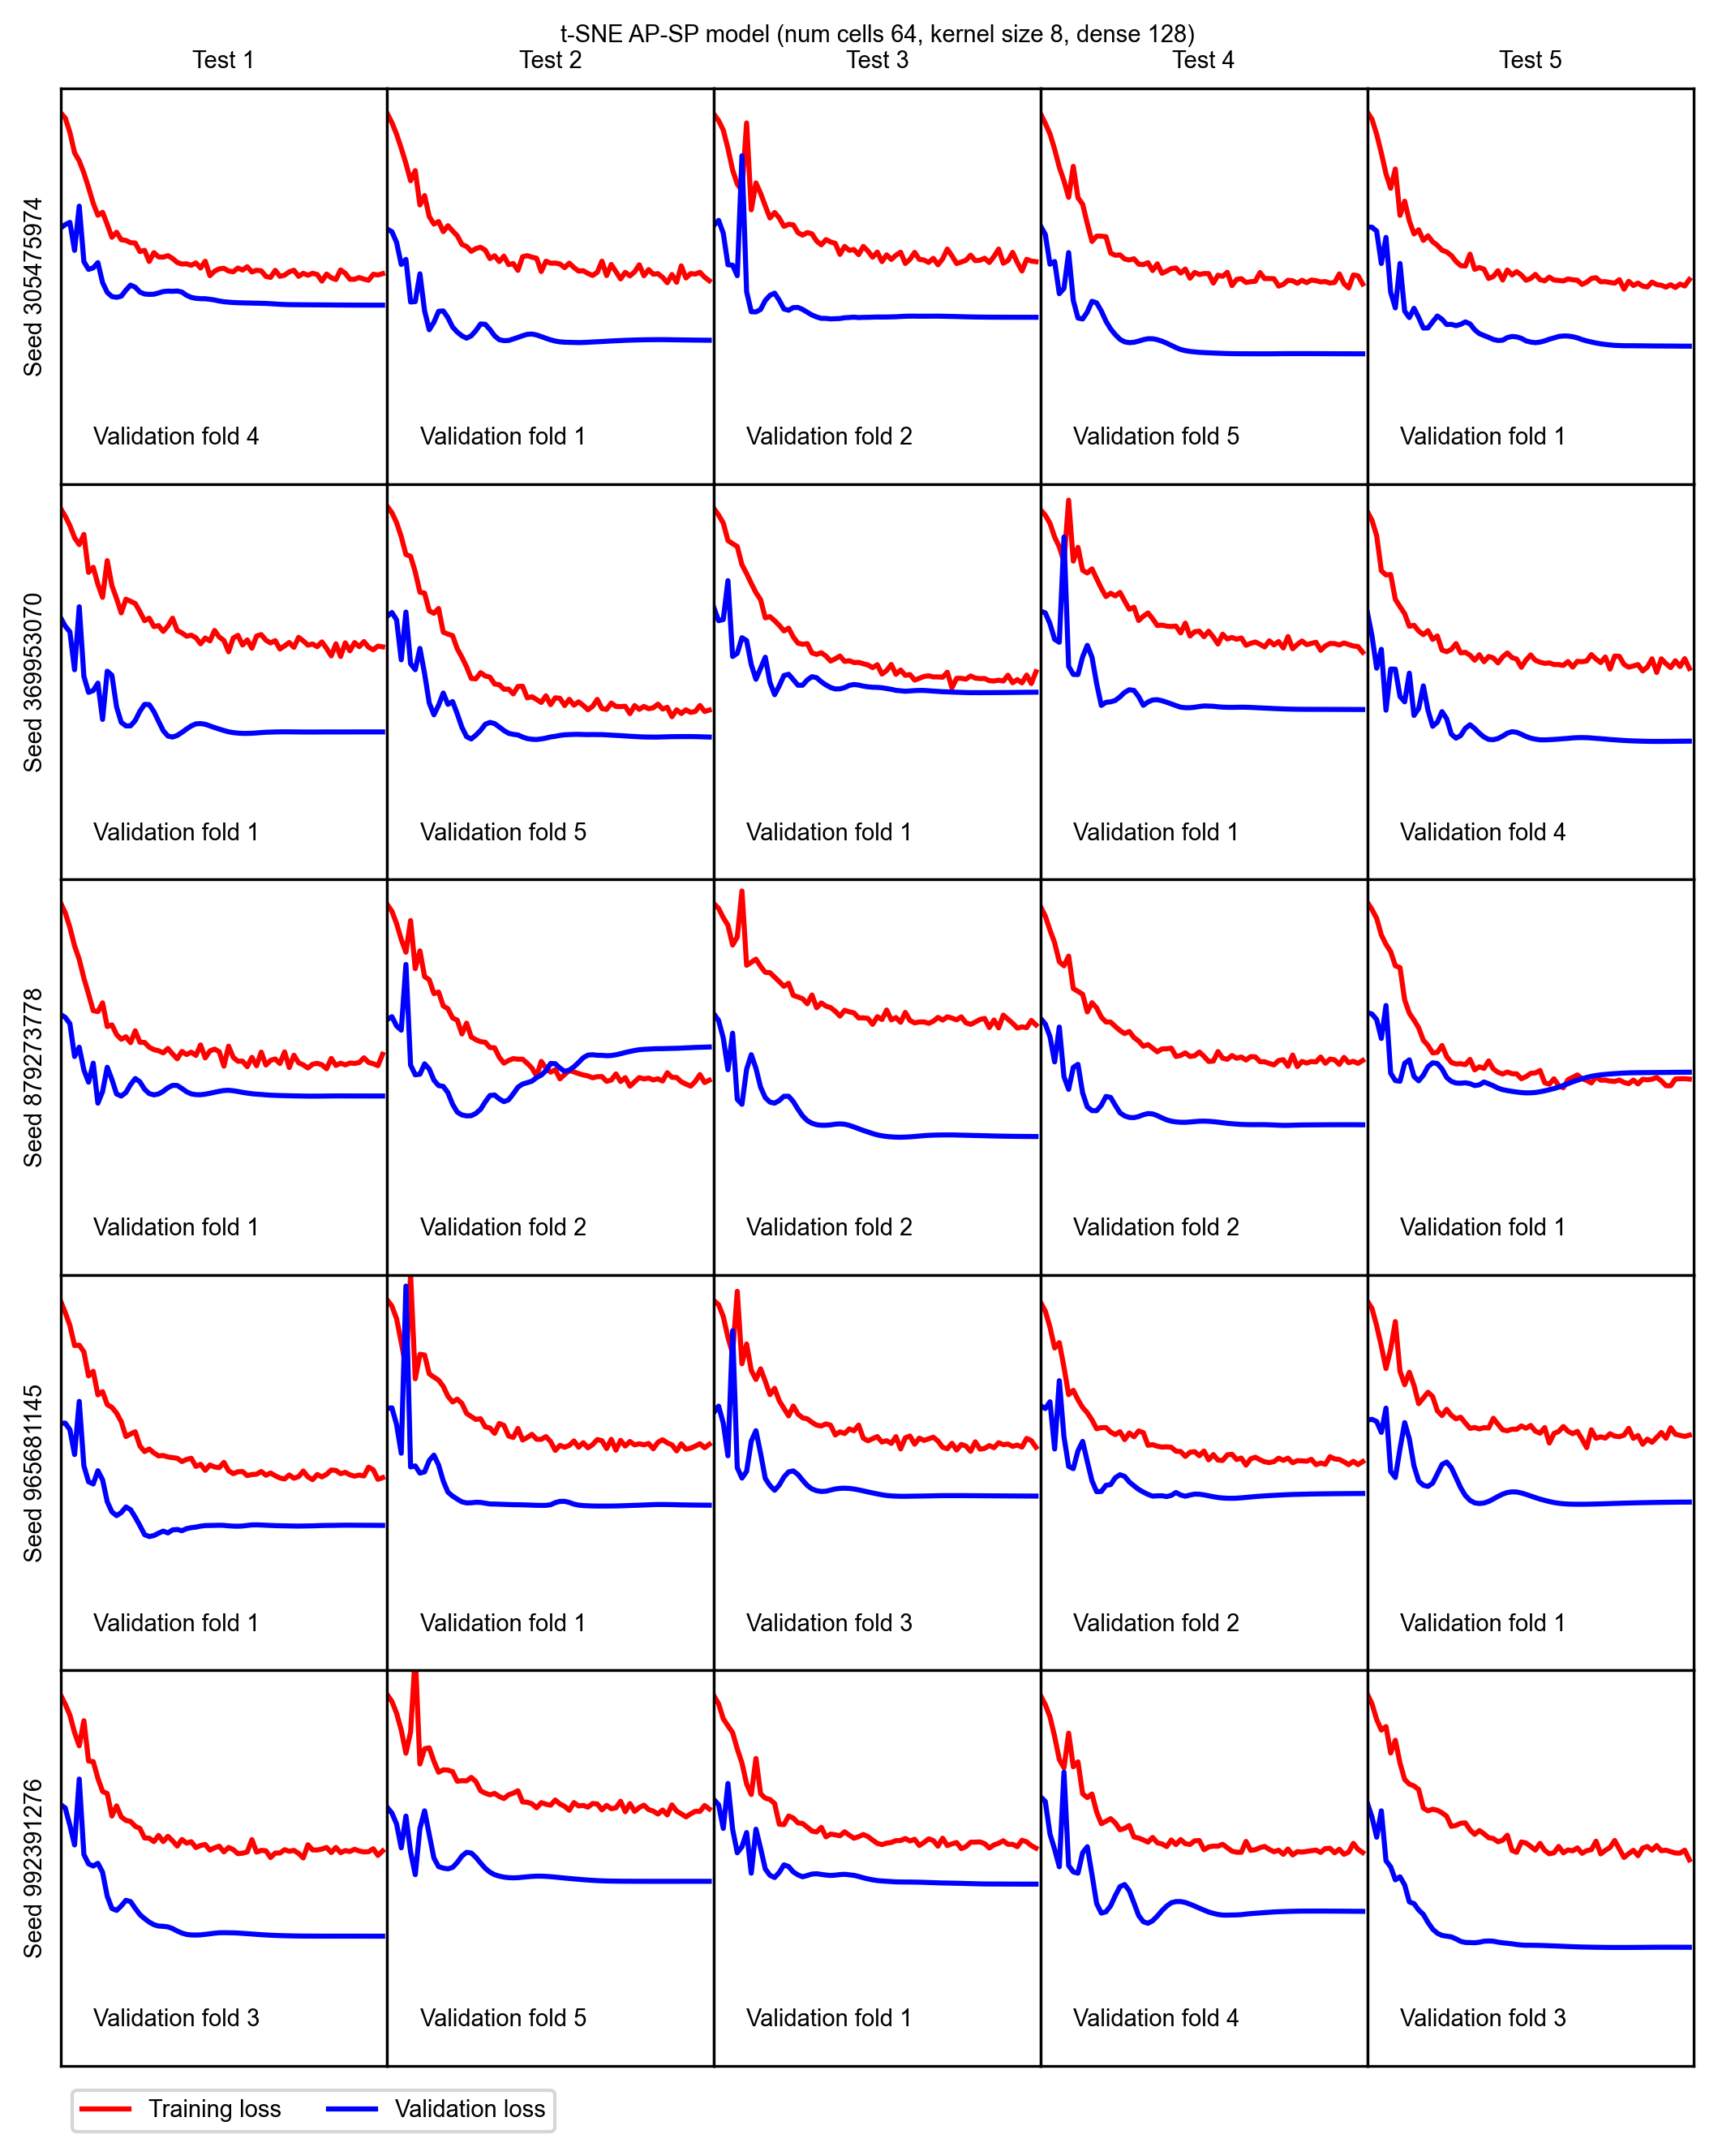 t-SNE AP-SP model (num cells 64, kernel size 8, dense 128)
Test 1 Test 2 Test 3 Test 4 Test 5
Seed 305475974
Validation fold 4 Validation fold 1 Validation fold 2 Validation fold 5 Validation fold 1
Seed 369953070
Validation fold 1 Validation fold 5 Validation fold 1 Validation fold 1 Validation fold 4
Seed 879273778
Validation fold 1 Validation fold 2 Validation fold 2 Validation fold 2 Validation fold 1
Seed 965681145
Validation fold 1 Validation fold 1 Validation fold 3 Validation fold 2 Validation fold 1
Seed 992391276
Validation fold 3 Validation fold 5 Validation fold 1 Validation fold 4 Validation fold 3
Training loss Validation loss